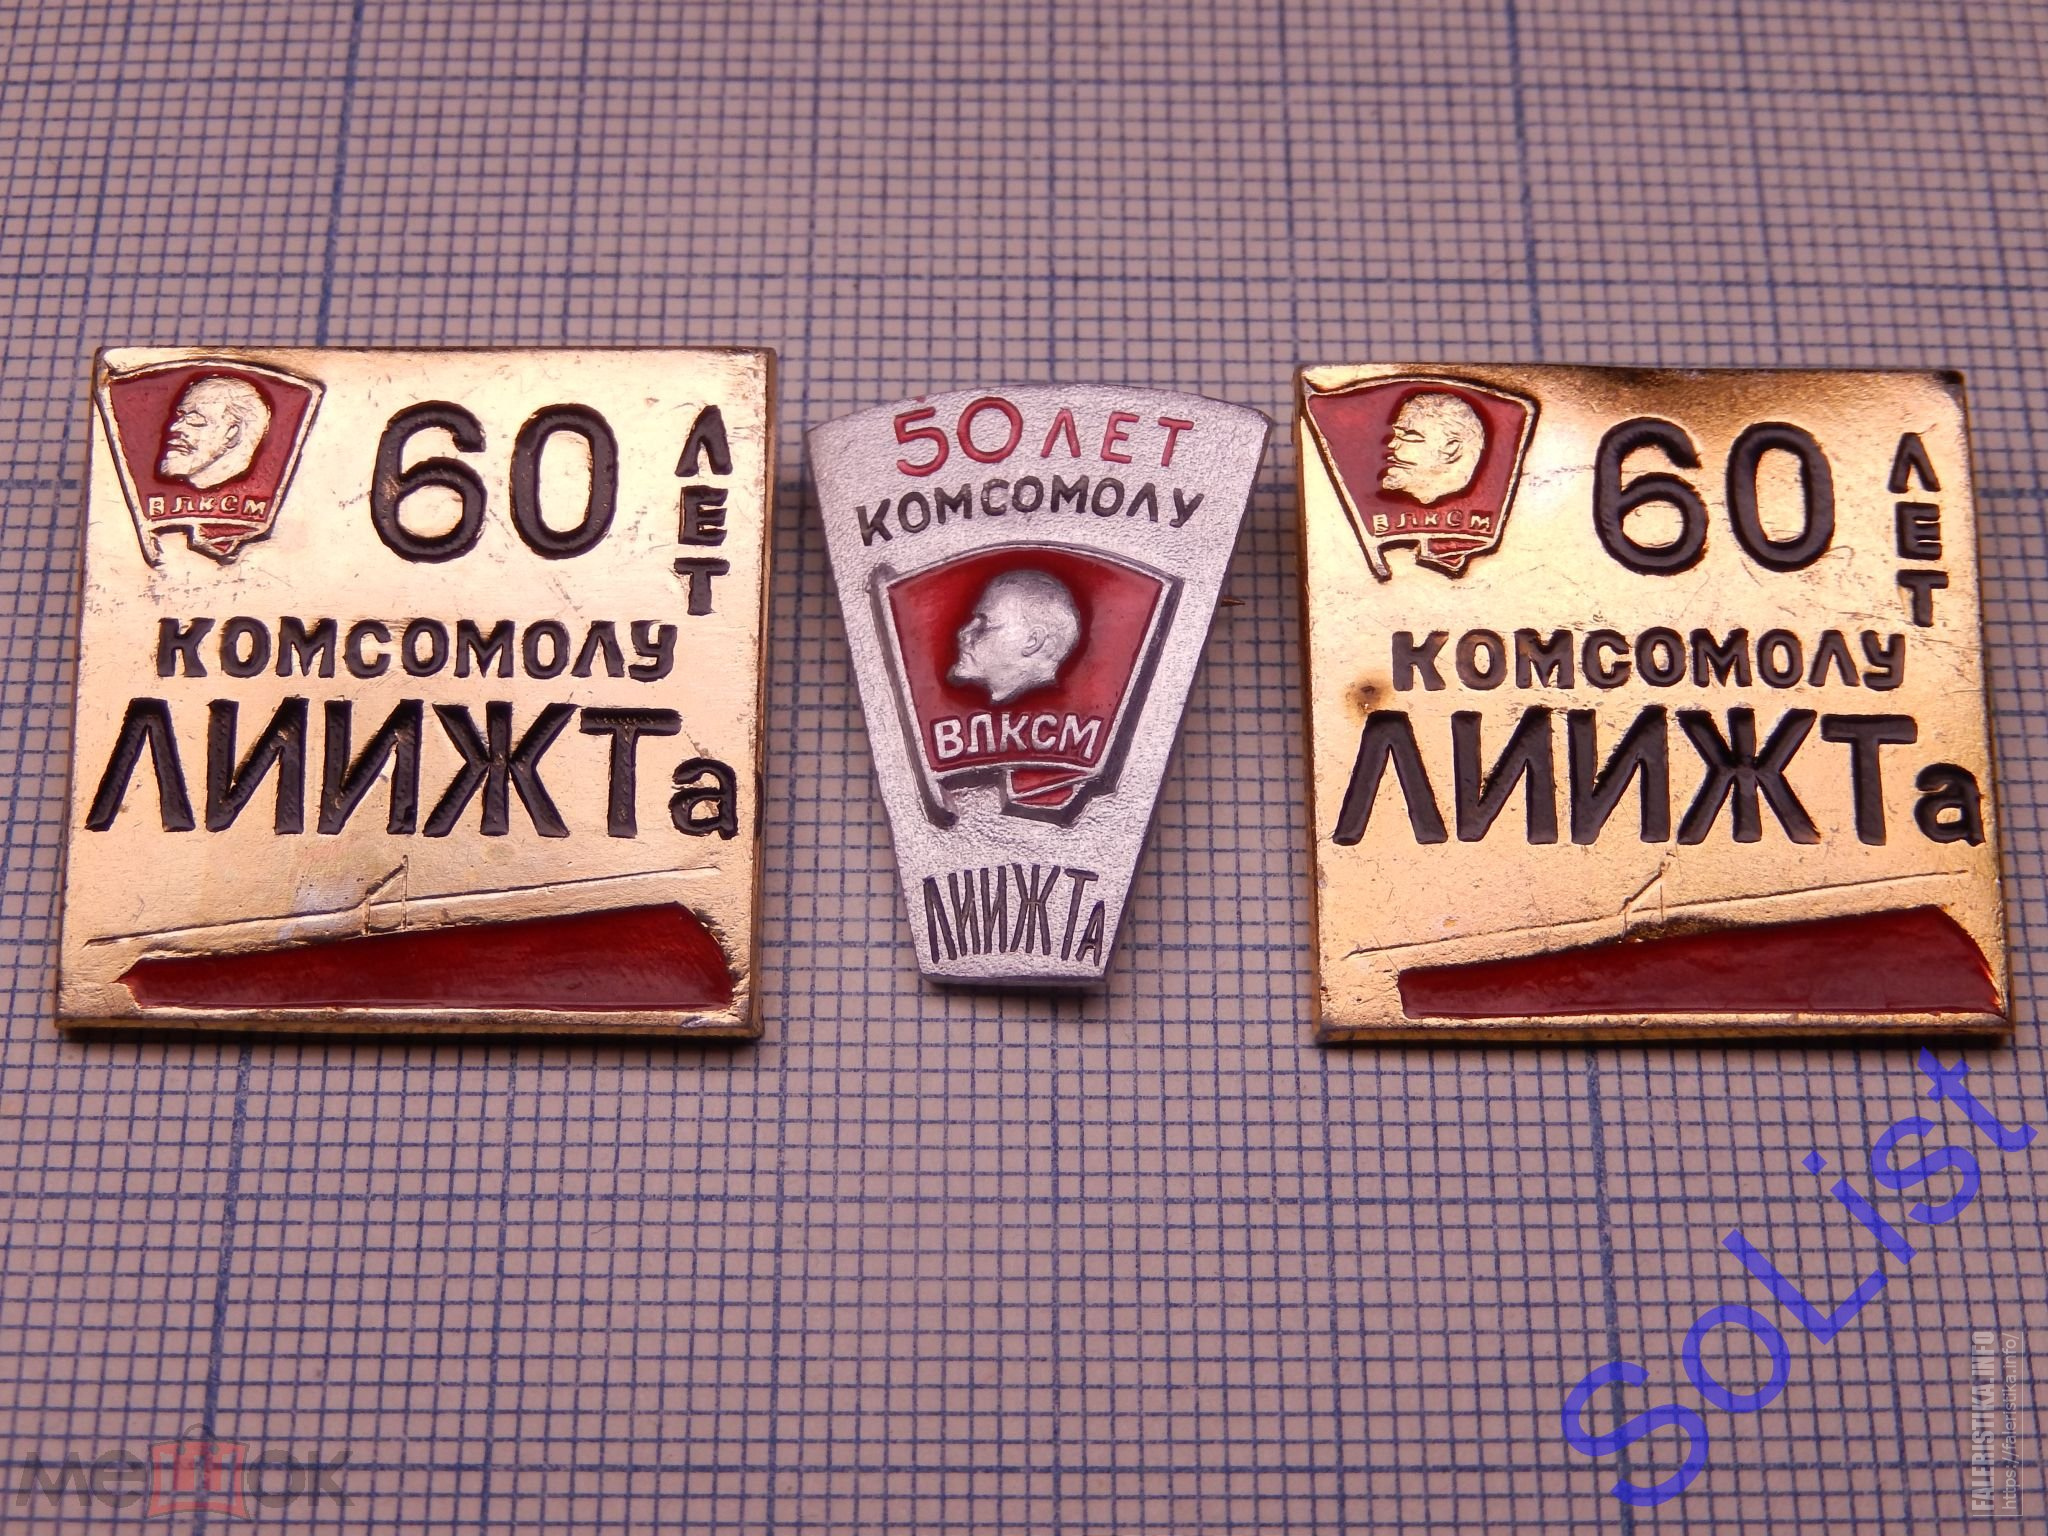 ВЛКСМ
60
ЛЕТ
КОМСОМОЛУ
ЛИИЖТа
50 ЛЕТ
КОМСОМОЛУ
ВЛКСМ
ЛИИЖТа
ВЛКСМ
60
ЛЕТ
КОМСОМОЛУ
ЛИИЖТа
SoList
FALERISTIKA.INFO
https://faleristika.info/
мешок